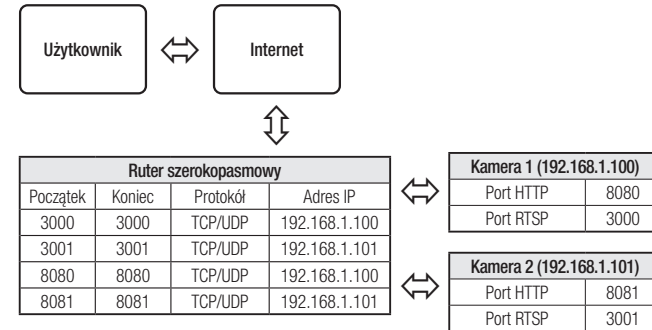 Użytkownik
Internet
Ruter szerokopasmowy
Początek Koniec Protokół Adres IP
3000 3000 TCP/UDP 192.168.1.100
3001 3001 TCP/UDP 192.168.1.101
8080 8080 TCP/UDP 192.168.1.100
8081 8081 TCP/UDP 192.168.1.101
Kamera 1 (192.168.1.100)
Port HTTP 8080
Port RTSP 3000
Kamera 2 (192.168.1.101)
Port HTTP 8081
Port RTSP 3001